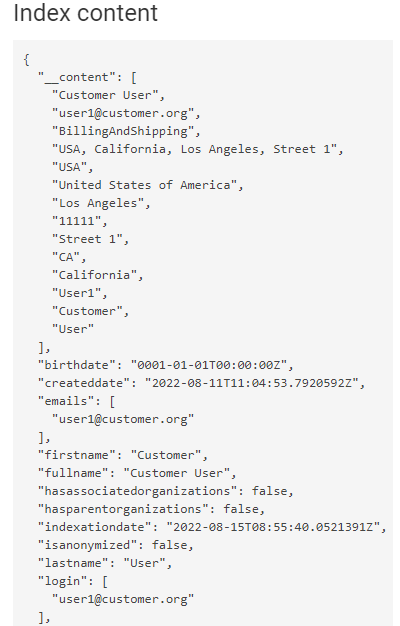 Index content
{
"__content": [
"Customer User",
"user1@customer.org",
"BillingAndShipping",
"USA, California, Los Angeles, Street 1",
"USA",
"United States of America",
"Los Angeles",
"11111",
"Street 1",
"CA",
"California",
"User1",
"Customer",
"User"
],
"birthdate": "0001-01-01T00:00:00Z",
"createddate": "2022-08-11T11:04:53.7920592Z",
"emails": [
"user1@customer.org"
],
"firstname": "Customer",
"fullname": "Customer User",
"hasassociatedorganizations": false,
"hasparentorganizations": false,
"indexationdate": "2022-08-15T08:55:40.0521391Z",
"isanonymized": false,
"lastname": "User",
"login": [
"user1@customer.org"
],